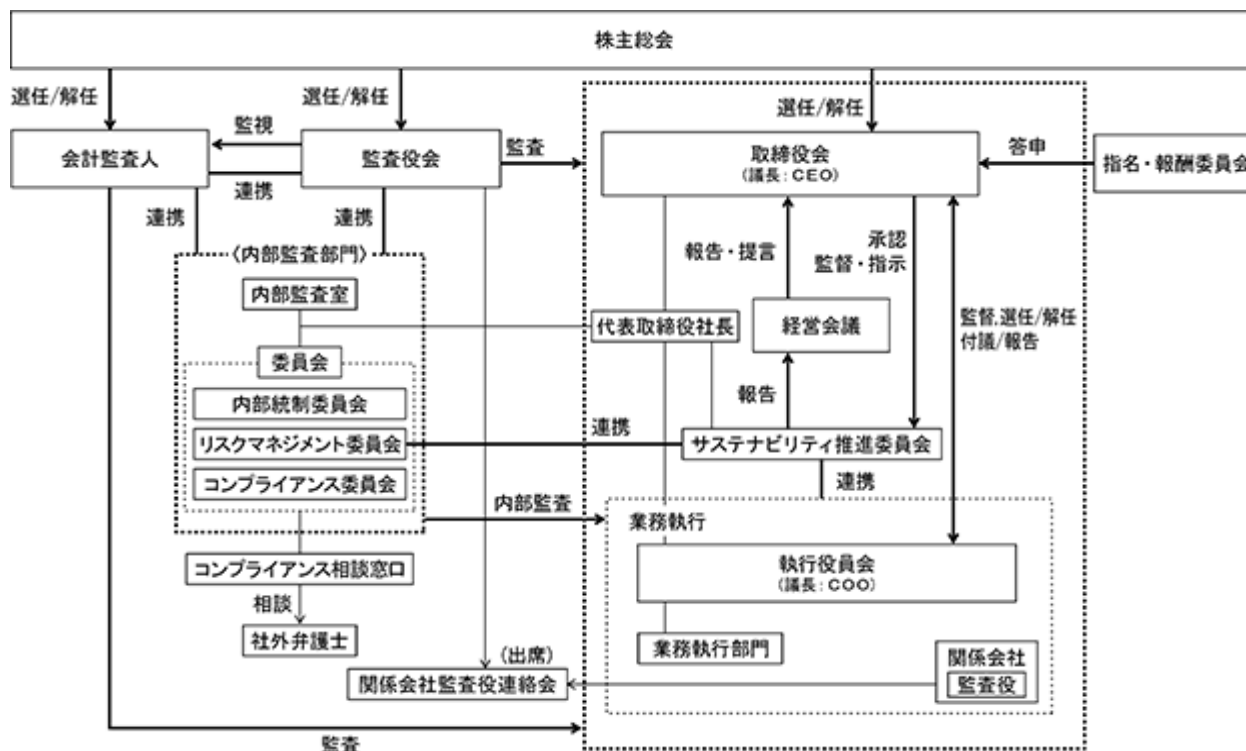 株主総会
選任/解任
選任/解任
選任/解任
会計監査人
監視
連携
監査役会
監査
取締役会
(議長:CEO)
答申
指名・報酬委員会
連携
連携
〈内部監査部門〉
内部監査室
報告・提言
承認
監督・指示
代表取締役社長
経営会議
監督,選任/解任
付議/報告
委員会
内部統制委員会
リスクマネジメント委員会
コンプライアンス委員会
報告
連携
サステナビリティ推進委員会
連携
内部監査
業務執行
執行役員会
(議長:COO)
コンプライアンス相談窓口
相談
社外弁護士
業務執行部門
(出席)
関係会社監査役連絡会
関係会社
監査役
監査